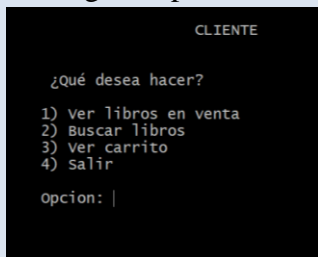 CLIENTE
¿Qué desea hacer?
1) Ver libros en venta
2) Buscar libros
3) Ver carrito
4) Salir
Opcion: